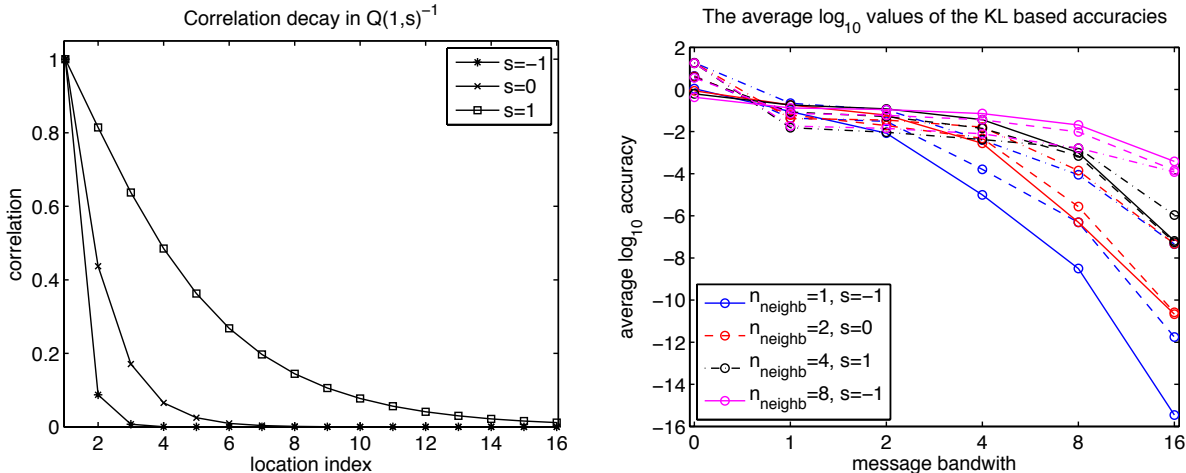 Correlation decay in Q(1,s)⁻¹
s=−1
s=0
s=1
correlation
1
0.8
0.6
0.4
0.2
0
2 4 6 8 10 12 14 16
location index
The average log₁₀ values of the KL based accuracies
average log₁₀ accuracy
2
0
−2
−4
−6
−8
−10
−12
−14
−16
n_neighb=1, s=−1
n_neighb=2, s=0
n_neighb=4, s=1
n_neighb=8, s=−1
0 1 2 4 8 16
message bandwith